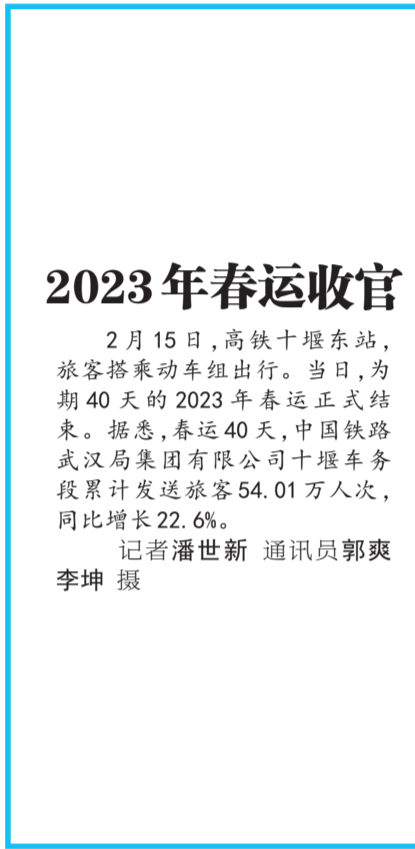 2023年春运收官
2月15日,高铁十堰东站,
旅客搭乘动车组出行。当日,为
期40天的2023年春运正式结
束。据悉,春运40天,中国铁路
武汉局集团有限公司十堰车务
段累计发送旅客54.01万人次,
同比增长22.6%。
记者潘世新 通讯员郭爽
李坤 摄